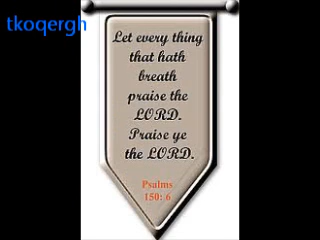 tkoqergh
Let every thing
that hath
breath
praise the
LORD.
Praise ye
the LORD.
Psalms
150: 6